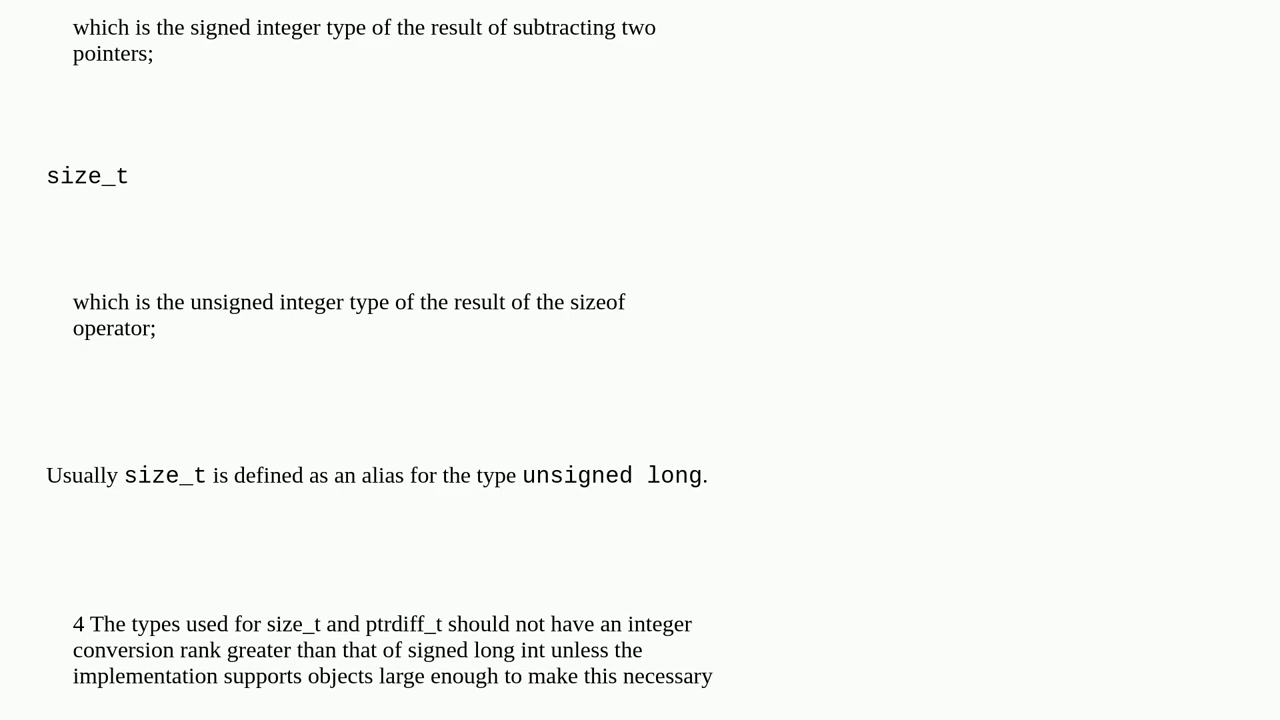 which is the signed integer type of the result of subtracting two
pointers;
size_t
which is the unsigned integer type of the result of the sizeof
operator;
Usually size_t is defined as an alias for the type unsigned long.
4 The types used for size_t and ptrdiff_t should not have an integer
conversion rank greater than that of signed long int unless the
implementation supports objects large enough to make this necessary